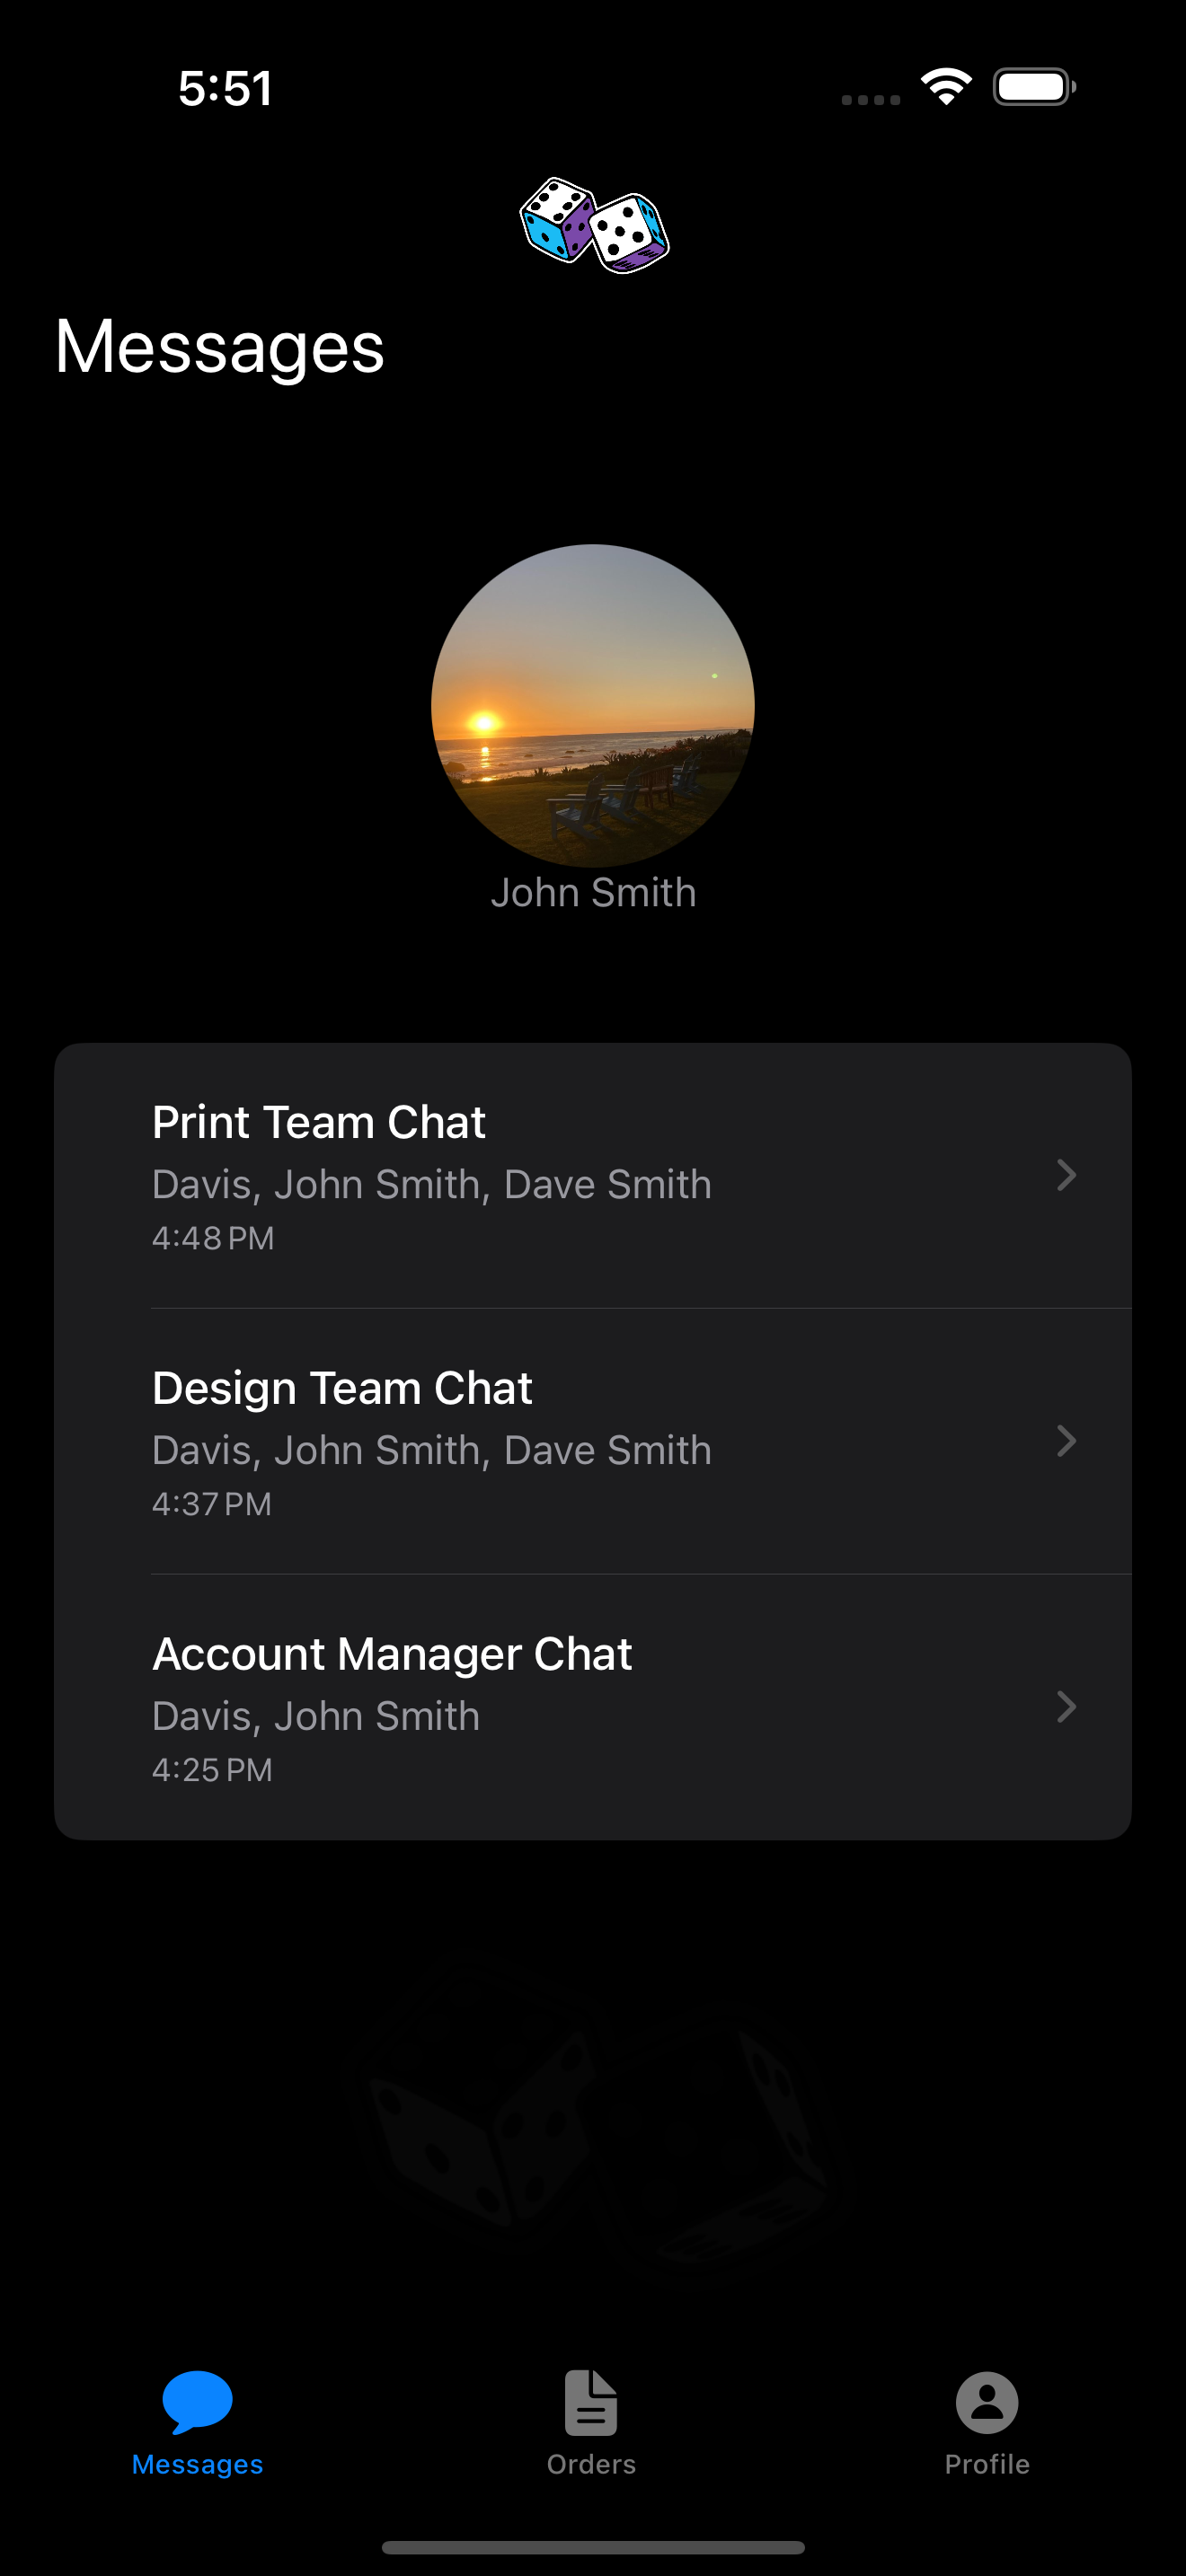 5:51
Messages
John Smith
Print Team Chat
Davis, John Smith, Dave Smith
4:48 PM
Design Team Chat
Davis, John Smith, Dave Smith
4:37 PM
Account Manager Chat
Davis, John Smith
4:25 PM
Messages
Orders
Profile